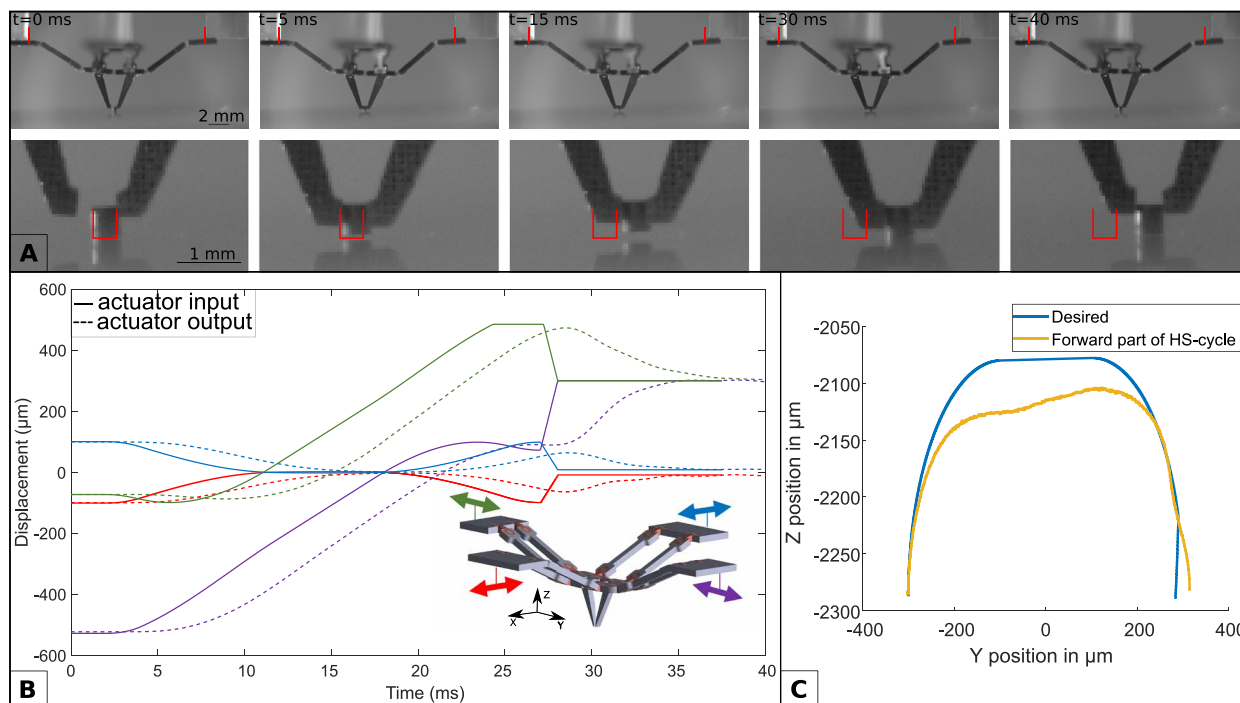 t=0 ms
t=5 ms
t=15 ms
t=30 ms
t=40 ms
2 mm
A
1 mm
600
400
200
0
-200
-400
-600
Displacement (µm)
actuator input
actuator output
Z
X
Y
0
5
10
15
20
25
30
35
40
Time (ms)
B
Desired
Forward part of HS-cycle
-2050
-2100
-2150
-2200
-2250
-2300
Z position in µm
-400
-200
0
200
400
Y position in µm
C